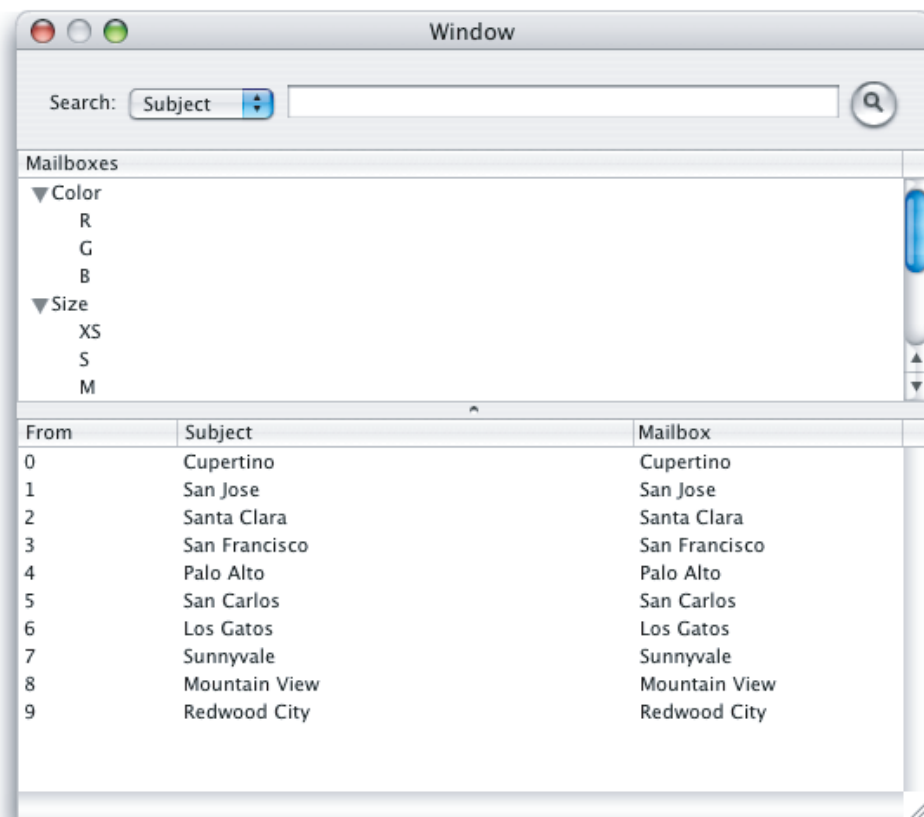 Window
Search: Subject
Mailboxes
Color
R
G
B
Size
XS
S
M
From Subject Mailbox
0 Cupertino Cupertino
1 San Jose San Jose
2 Santa Clara Santa Clara
3 San Francisco San Francisco
4 Palo Alto Palo Alto
5 San Carlos San Carlos
6 Los Gatos Los Gatos
7 Sunnyvale Sunnyvale
8 Mountain View Mountain View
9 Redwood City Redwood City